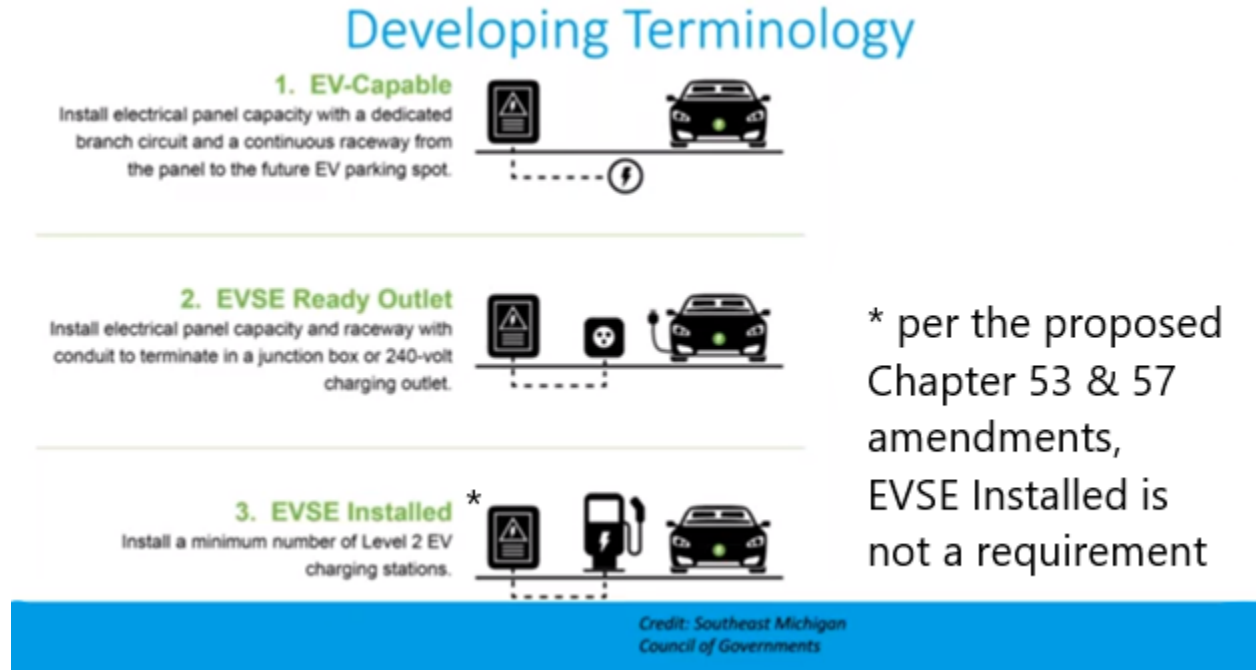 Developing Terminology
1. EV-Capable
Install electrical panel capacity with a dedicated
branch circuit and a continuous raceway from
the panel to the future EV parking spot.
2. EVSE Ready Outlet
Install electrical panel capacity and raceway with
conduit to terminate in a junction box or 240-volt
charging outlet.
3. EVSE Installed *
Install a minimum number of Level 2 EV
charging stations.
* per the proposed
Chapter 53 & 57
amendments,
EVSE Installed is
not a requirement
Credit: Southeast Michigan
Council of Governments